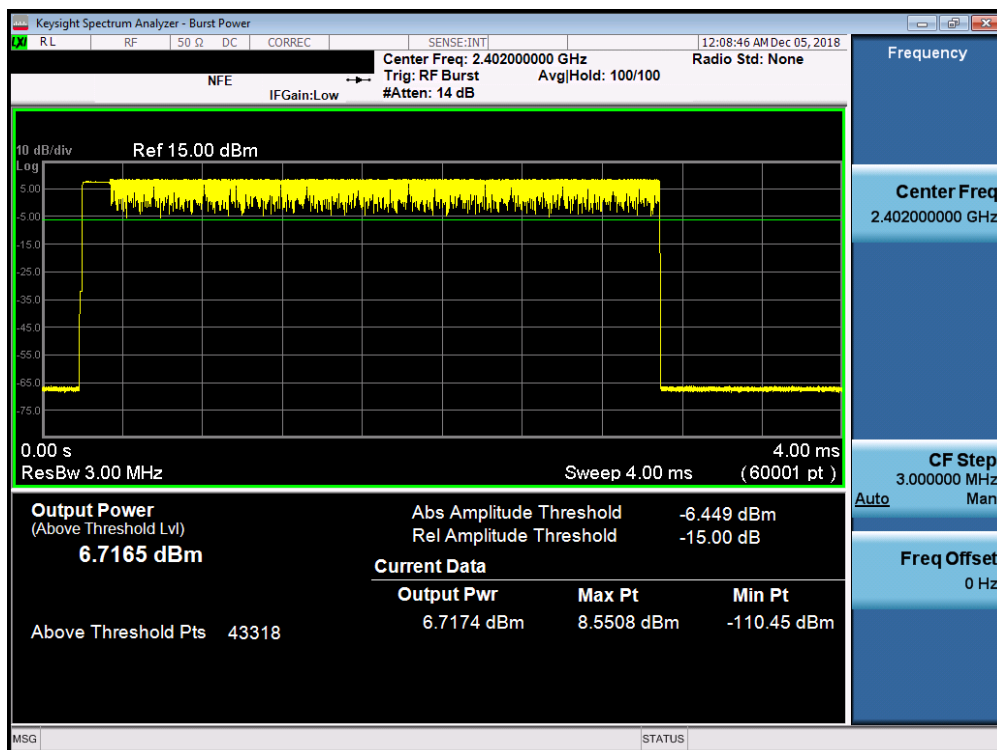 Keysight Spectrum Analyzer - Burst Power
LXI RL RF 50 Ω DC CORREC SENSE:INT 12:08:46 AM Dec 05, 2018
Center Freq: 2.402000000 GHz Radio Std: None
NFE Trig: RF Burst Avg|Hold: 100/100
IFGain:Low #Atten: 14 dB
Frequency
10 dB/div Ref 15.00 dBm
Log
5.00
-5.00
-15.0
-25.0
-35.0
-45.0
-55.0
-65.0
-75.0
0.00 s 4.00 ms
ResBw 3.00 MHz Sweep 4.00 ms (60001 pt)
Center Freq
2.402000000 GHz
CF Step
3.000000 MHz
Auto Man
Freq Offset
0 Hz
Output Power
(Above Threshold Lvl)
6.7165 dBm
Above Threshold Pts 43318
Abs Amplitude Threshold -6.449 dBm
Rel Amplitude Threshold -15.00 dB
Current Data
Output Pwr Max Pt Min Pt
6.7174 dBm 8.5508 dBm -110.45 dBm
MSG STATUS